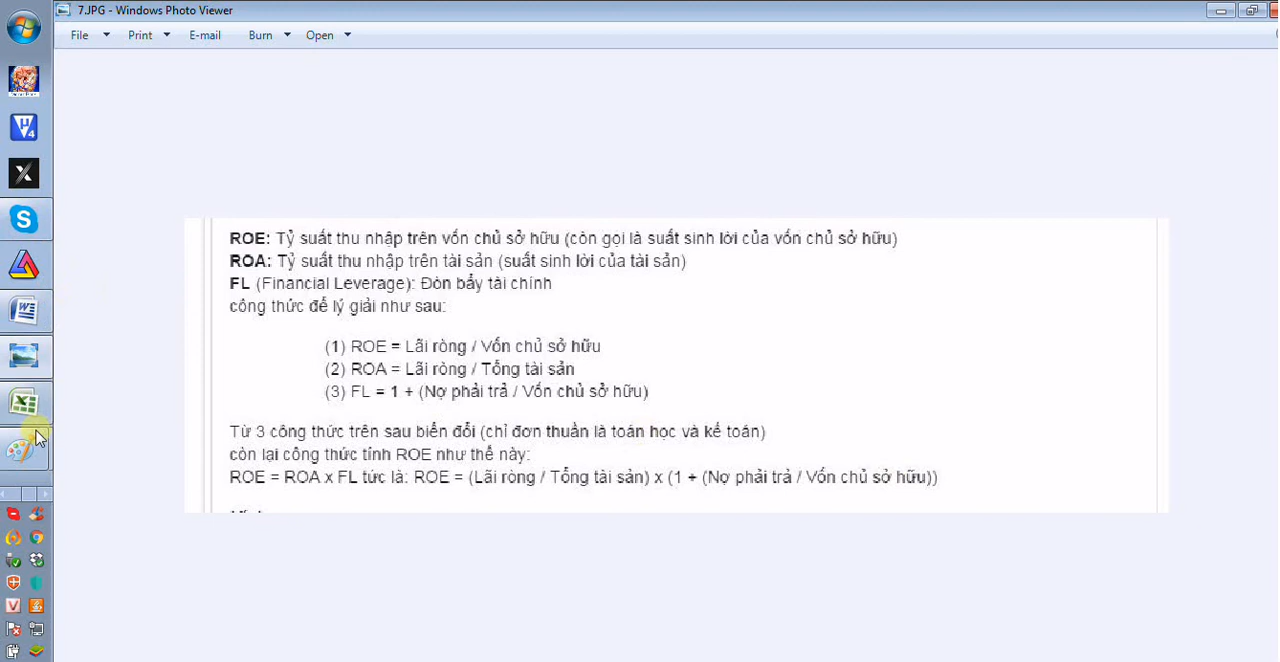 7.JPG - Windows Photo Viewer
File Print E-mail Burn Open
ROE: Tỷ suất thu nhập trên vốn chủ sở hữu (còn gọi là suất sinh lời của vốn chủ sở hữu)
ROA: Tỷ suất thu nhập trên tài sản (suất sinh lời của tài sản)
FL (Financial Leverage): Đòn bẩy tài chính
công thức để lý giải như sau:
(1) ROE = Lãi ròng / Vốn chủ sở hữu
(2) ROA = Lãi ròng / Tổng tài sản
(3) FL = 1 + (Nợ phải trả / Vốn chủ sở hữu)
Từ 3 công thức trên sau biến đổi (chỉ đơn thuần là toán học và kế toán)
còn lại công thức tính ROE như thế này:
ROE = ROA x FL tức là: ROE = (Lãi ròng / Tổng tài sản) x (1 + (Nợ phải trả / Vốn chủ sở hữu))